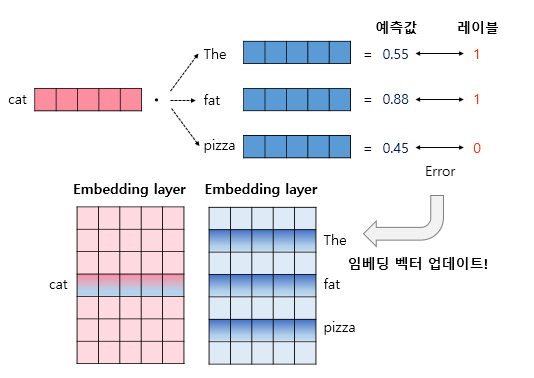 예측값 레이블
The = 0.55 1
cat fat = 0.88 1
pizza = 0.45 0
Error
Embedding layer Embedding layer
The
임베딩 벡터 업데이트!
cat fat
pizza